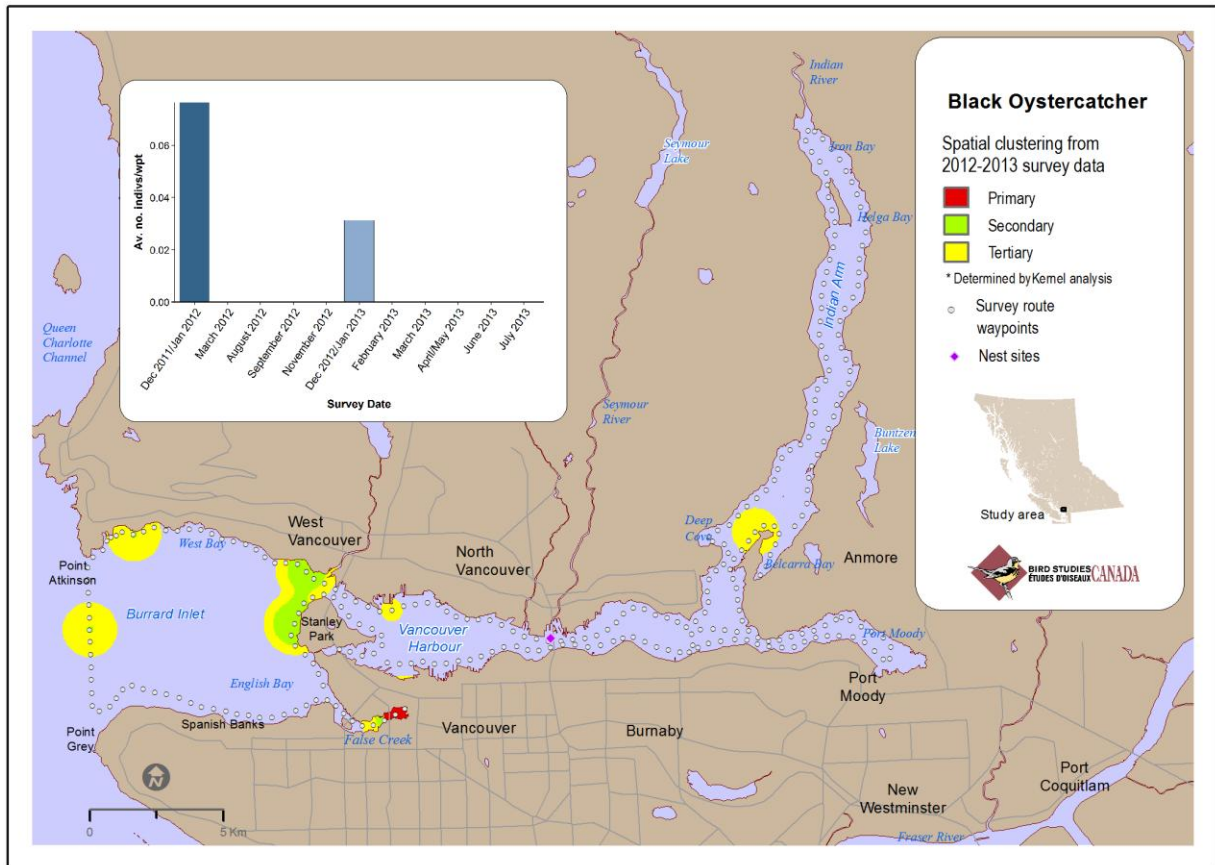 Black Oystercatcher
Spatial clustering from
2012-2013 survey data
Primary
Secondary
Tertiary
* Determined by Kernel analysis
Survey route
waypoints
Nest sites
Study area
BIRD STUDIES
ÉTUDES D'OISEAUX
CANADA
Av. no. indivs/wpt
0.06
0.04
0.02
0.00
Dec 2011/Jan 2012
March 2012
August 2012
September 2012
November 2012
Dec 2012/Jan 2013
February 2013
March 2013
April/May 2013
June 2013
July 2013
Survey Date
Indian
River
Iron Bay
Seymour
Lake
Helga Bay
Indian Arm
Queen
Charlotte
Channel
Seymour
River
Buntzen
Lake
Deep
Cove
Belcarra Bay
Anmore
West
Vancouver
West Bay
North
Vancouver
Point
Atkinson
Burrard Inlet
Stanley
Park
Vancouver
Harbour
Port Moody
English Bay
Port
Moody
Spanish Banks
Point
Grey
False Creek
Vancouver
Burnaby
Port
Coquitlam
New
Westminster
Fraser River
N
0
5 Km